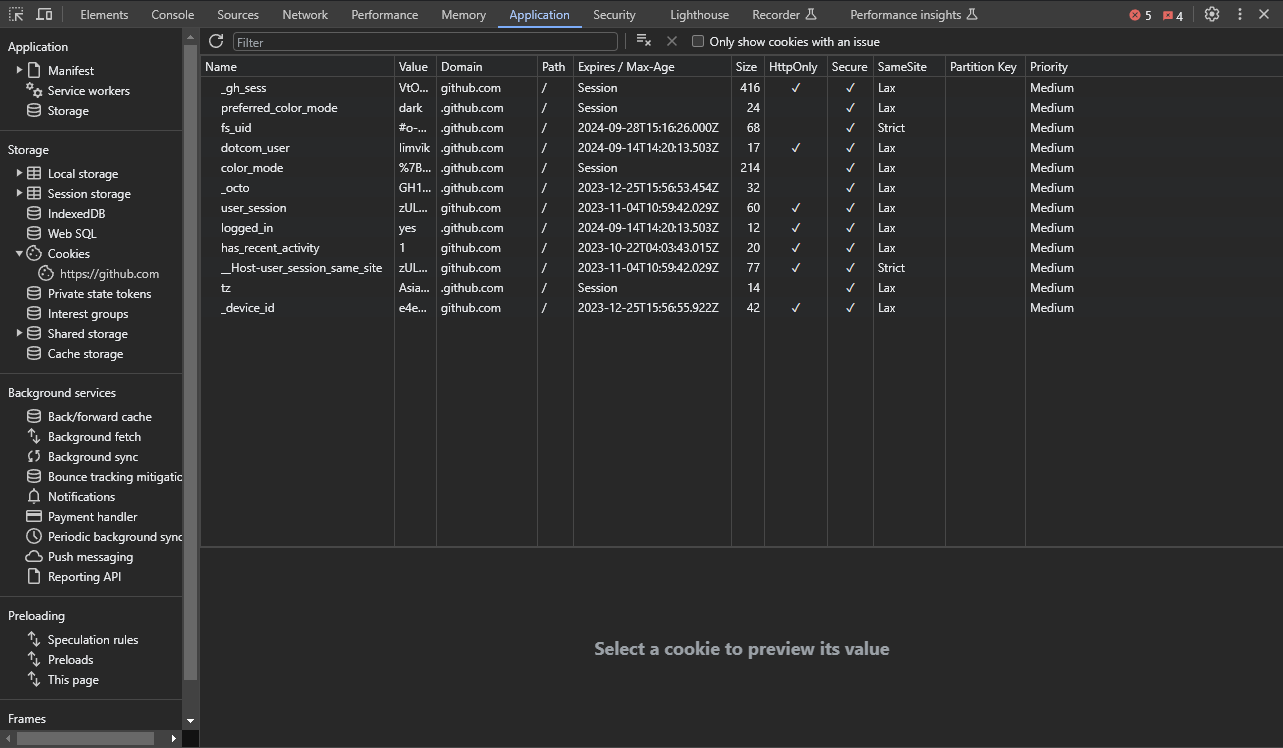 Elements Console Sources Network Performance Memory Application Security Lighthouse Recorder Performance insights 5 4
Application
Manifest
Service workers
Storage
Storage
Local storage
Session storage
IndexedDB
Web SQL
Cookies
https://github.com
Private state tokens
Interest groups
Shared storage
Cache storage
Background services
Back/forward cache
Background fetch
Background sync
Bounce tracking mitigatio
Notifications
Payment handler
Periodic background sync
Push messaging
Reporting API
Preloading
Speculation rules
Preloads
This page
Frames
Filter Only show cookies with an issue
Name Value Domain Path Expires / Max-Age Size HttpOnly Secure SameSite Partition Key Priority
_gh_sess VtO... github.com / Session 416 ✓ ✓ Lax Medium
preferred_color_mode dark .github.com / Session 24 ✓ Lax Medium
fs_uid #o-... .github.com / 2024-09-28T15:16:26.000Z 68 ✓ Strict Medium
dotcom_user limvik .github.com / 2024-09-14T14:20:13.503Z 17 ✓ ✓ Lax Medium
color_mode %7B... .github.com / Session 214 ✓ Lax Medium
_octo GH1... .github.com / 2023-12-25T15:56:53.454Z 32 ✓ Lax Medium
user_session zUL... github.com / 2023-11-04T10:59:42.029Z 60 ✓ ✓ Lax Medium
logged_in yes .github.com / 2024-09-14T14:20:13.503Z 12 ✓ ✓ Lax Medium
has_recent_activity 1 github.com / 2023-10-22T04:03:43.015Z 20 ✓ ✓ Lax Medium
__Host-user_session_same_site zUL... github.com / 2023-11-04T10:59:42.029Z 77 ✓ ✓ Strict Medium
tz Asia... .github.com / Session 14 ✓ Lax Medium
_device_id e4e... github.com / 2023-12-25T15:56:55.922Z 42 ✓ ✓ Lax Medium
Select a cookie to preview its value